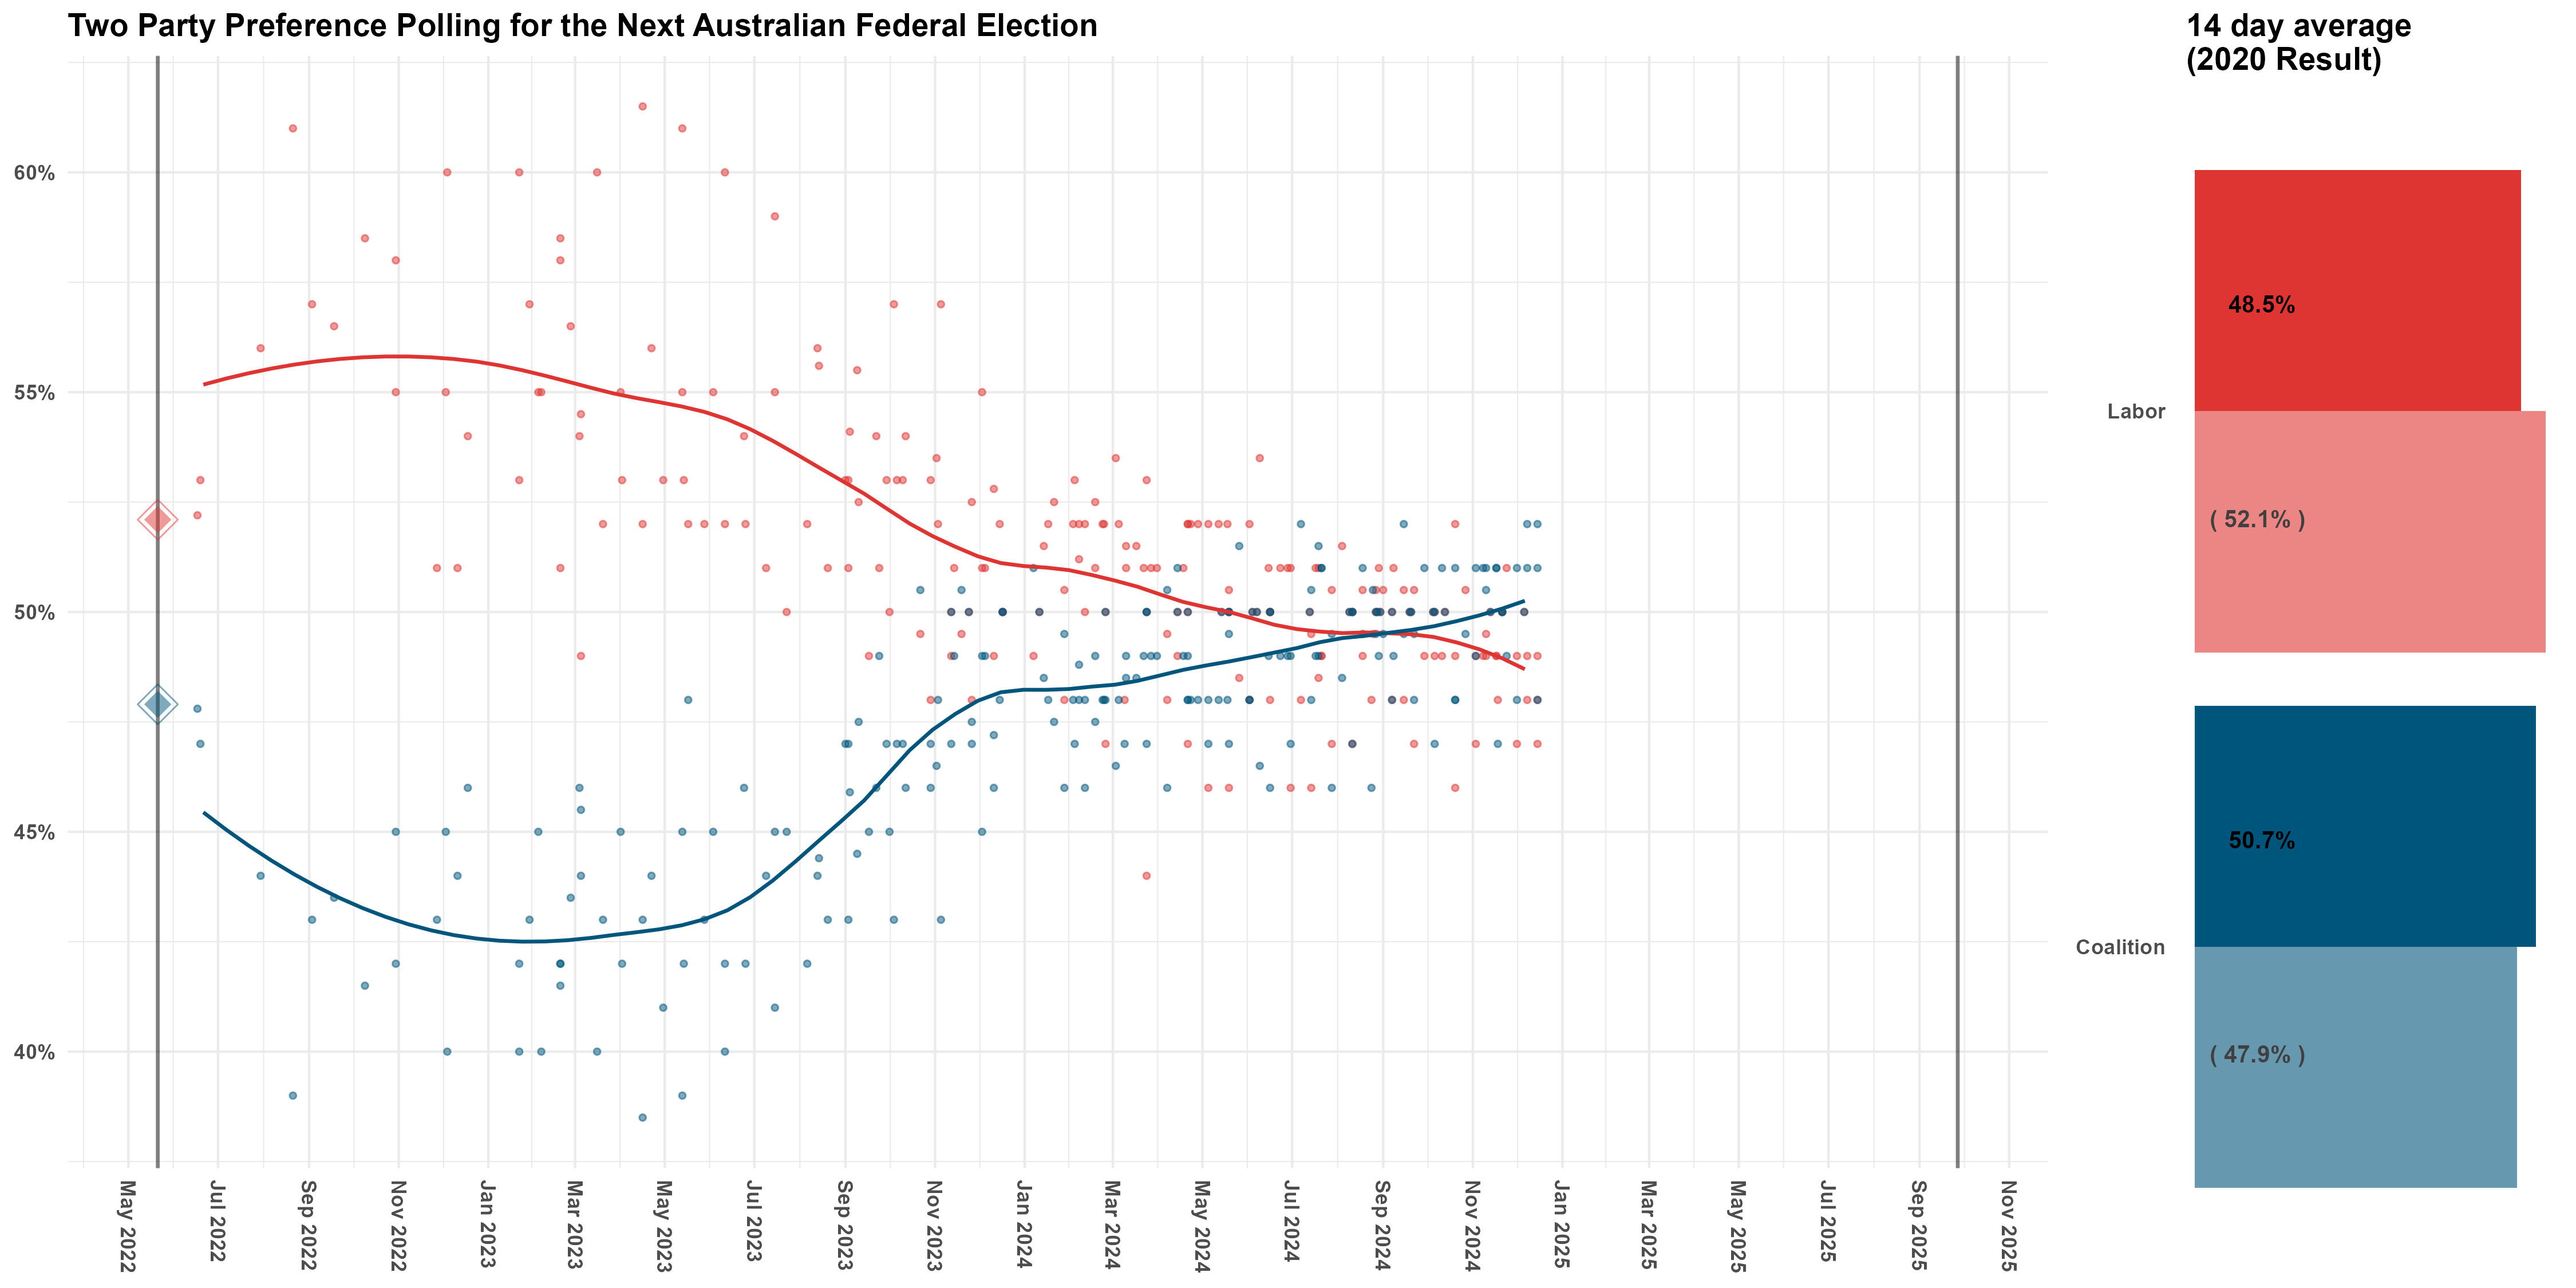 Two Party Preference Polling for the Next Australian Federal Election
60%
55%
50%
45%
40%
May 2022
Jul 2022
Sep 2022
Nov 2022
Jan 2023
Mar 2023
May 2023
Jul 2023
Sep 2023
Nov 2023
Jan 2024
Mar 2024
May 2024
Jul 2024
Sep 2024
Nov 2024
Jan 2025
Mar 2025
May 2025
Jul 2025
Sep 2025
Nov 2025
14 day average
(2020 Result)
48.5%
Labor
( 52.1% )
50.7%
Coalition
( 47.9% )